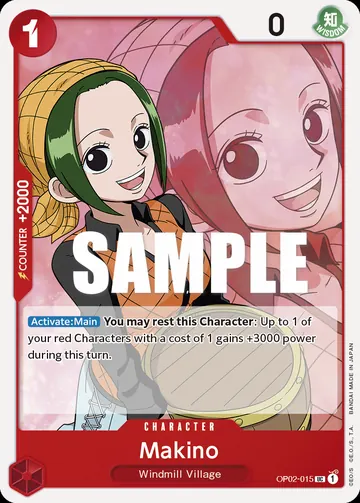 1
0
知
WISDOM
COUNTER +2000
SAMPLE
Activate:Main You may rest this Character: Up to 1 of
your red Characters with a cost of 1 gains +3000 power
during this turn.
©E.O/S., ©E.O./S., T.A. BANDAI MADE IN JAPAN
CHARACTER
Makino
Windmill Village
OP02-015 UC 1